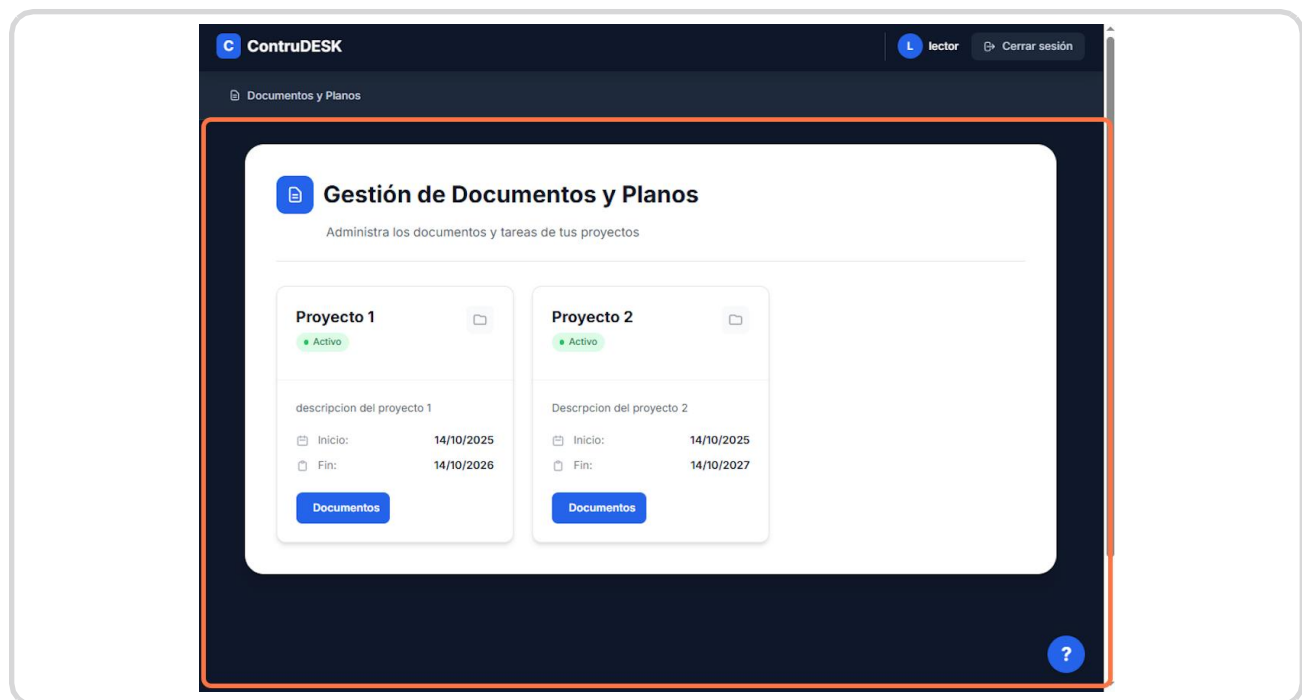 C ContruDESK
L lector Cerrar sesión
Documentos y Planos
Gestión de Documentos y Planos
Administra los documentos y tareas de tus proyectos
Proyecto 1
Activo
descripcion del proyecto 1
Inicio: 14/10/2025
Fin: 14/10/2026
Documentos
Proyecto 2
Activo
Descrpcion del proyecto 2
Inicio: 14/10/2025
Fin: 14/10/2027
Documentos
?